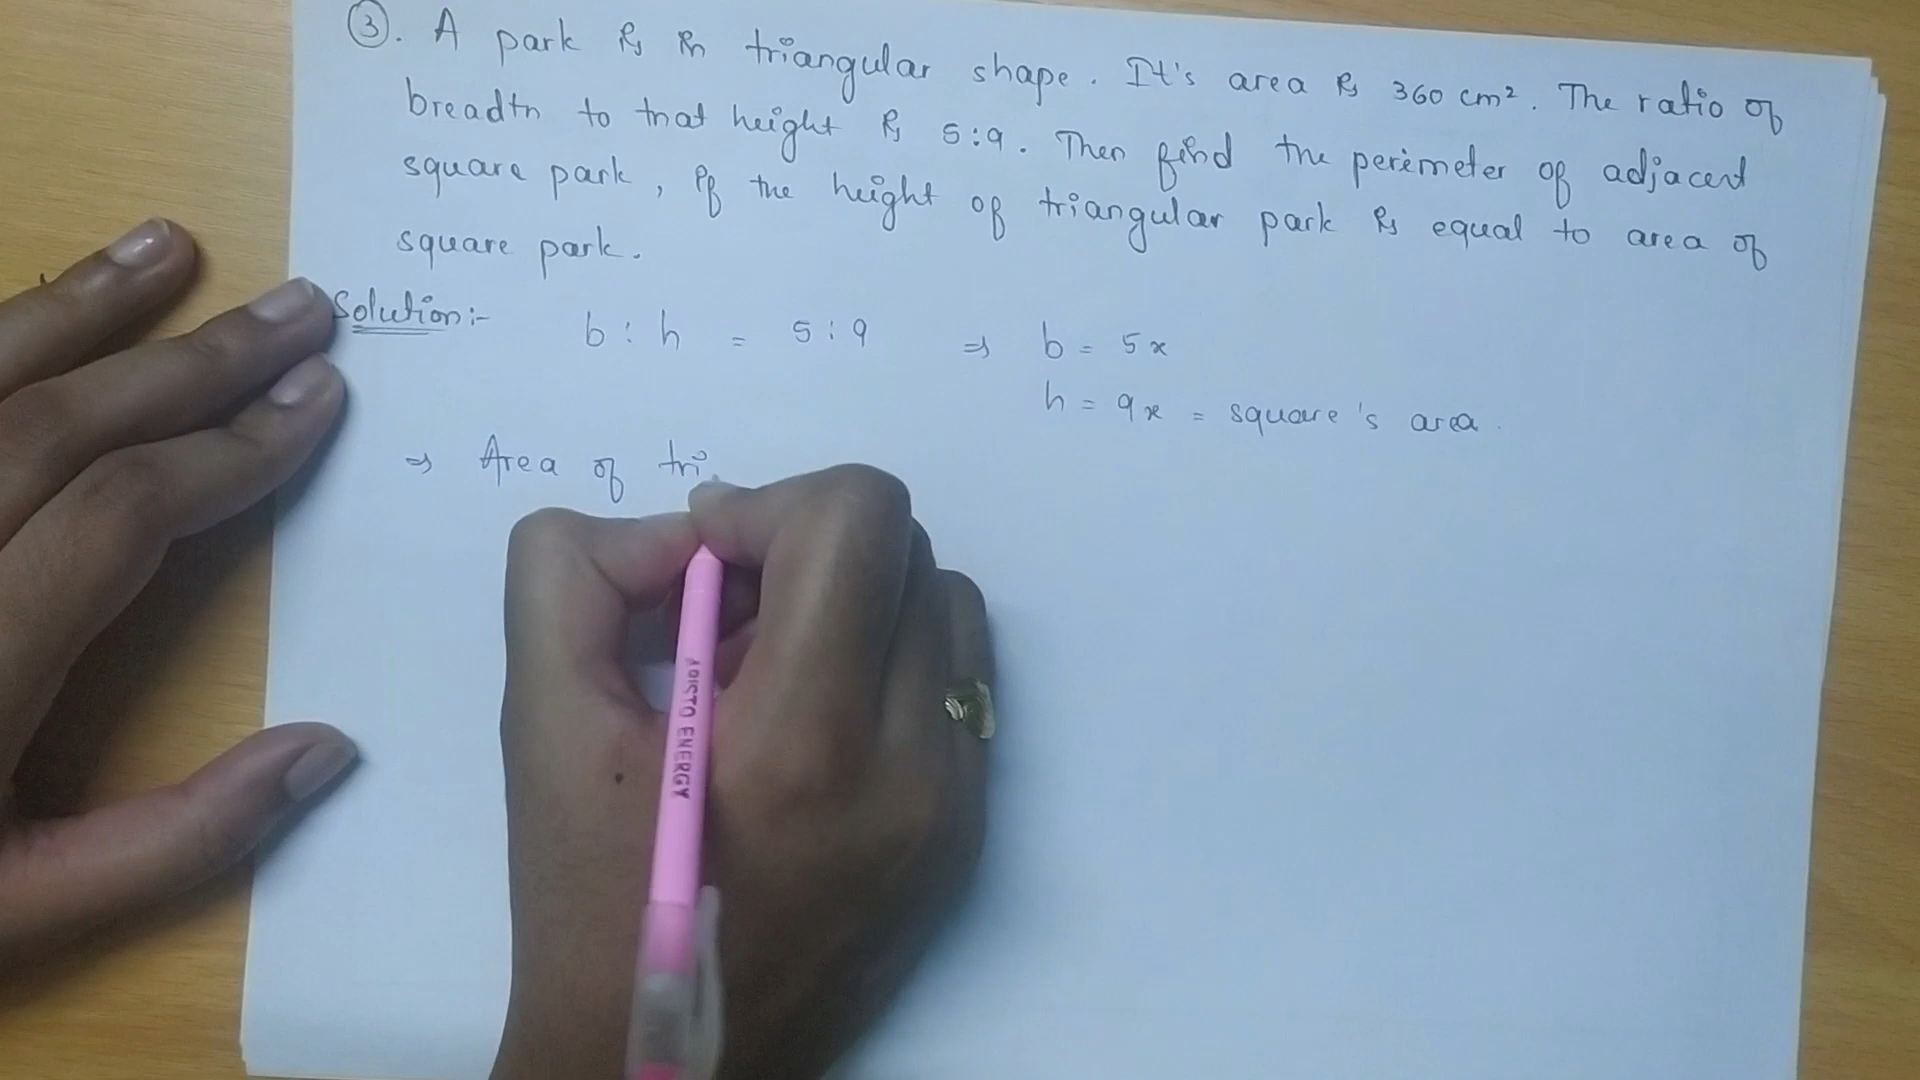 3. A park is in triangular shape. It's area is 360 cm². The ratio of
breadth to that height is 5:9. Then find the perimeter of adjacent
square park, if the height of triangular park is equal to area of
square park.
Solution:- b : h = 5 : 9 ⇒ b = 5x
h = 9x = square's area.
⇒ Area of tri
ARISTO ENERGY